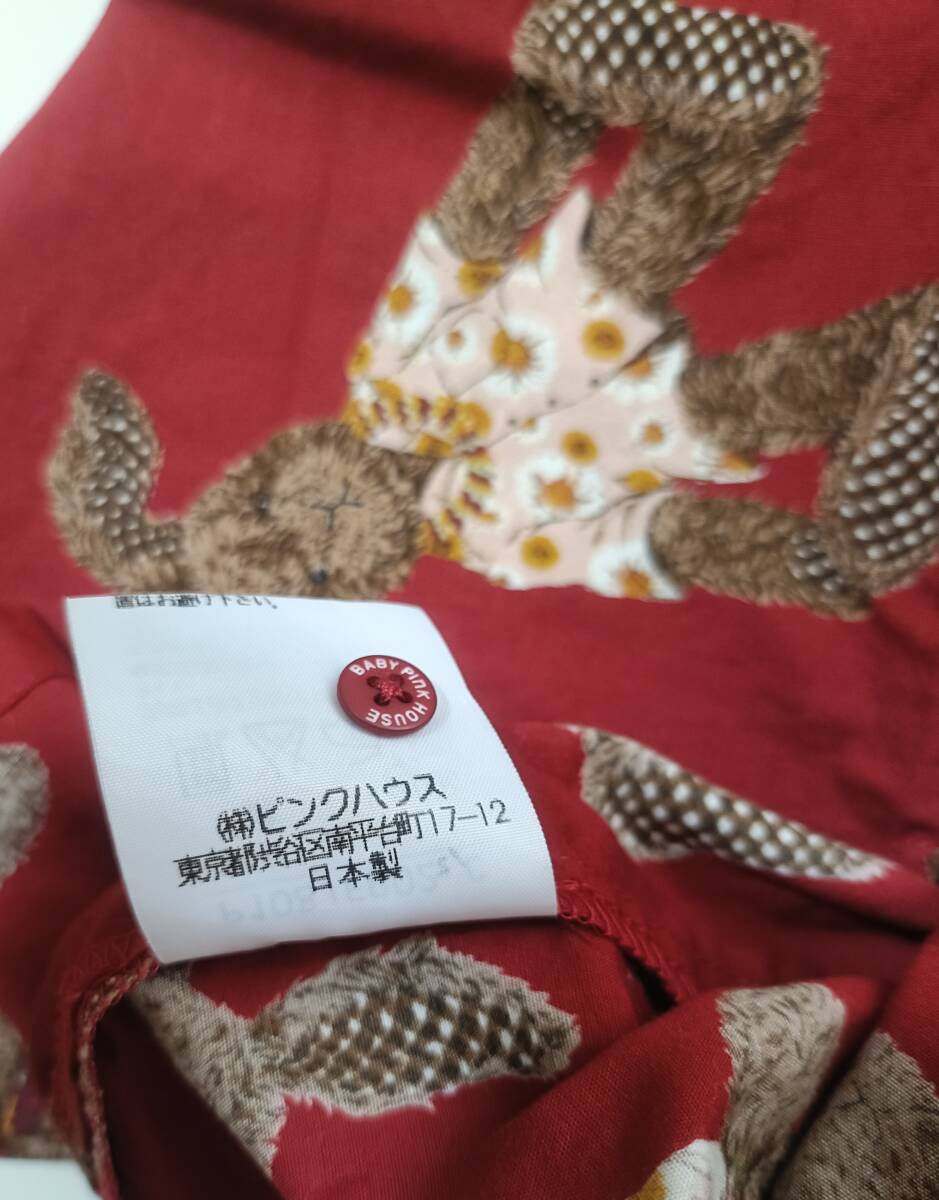 置はお避け下さい。
BABY PINK HOUSE
㈱ピンクハウス
東京都渋谷区南平台町17-12
日本製